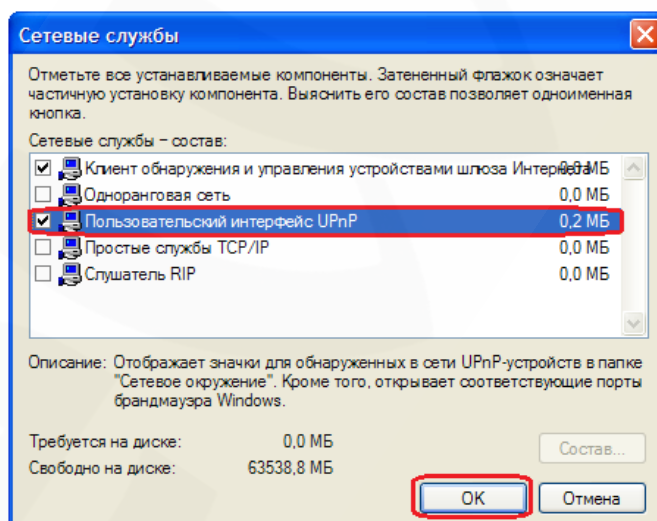 Сетевые службы
Отметьте все устанавливаемые компоненты. Затененный флажок означает
частичную установку компонента. Выяснить его состав позволяет одноименная
кнопка.
Сетевые службы – состав:
Клиент обнаружения и управления устройствами шлюза Интернета 0,0 МБ
Одноранговая сеть 0,0 МБ
Пользовательский интерфейс UPnP 0,2 МБ
Простые службы TCP/IP 0,0 МБ
Слушатель RIP 0,0 МБ
Описание: Отображает значки для обнаруженных в сети UPnP-устройств в папке
"Сетевое окружение". Кроме того, открывает соответствующие порты
брандмауэра Windows.
Требуется на диске: 0,0 МБ
Состав...
Свободно на диске: 63538,8 МБ
ОК Отмена